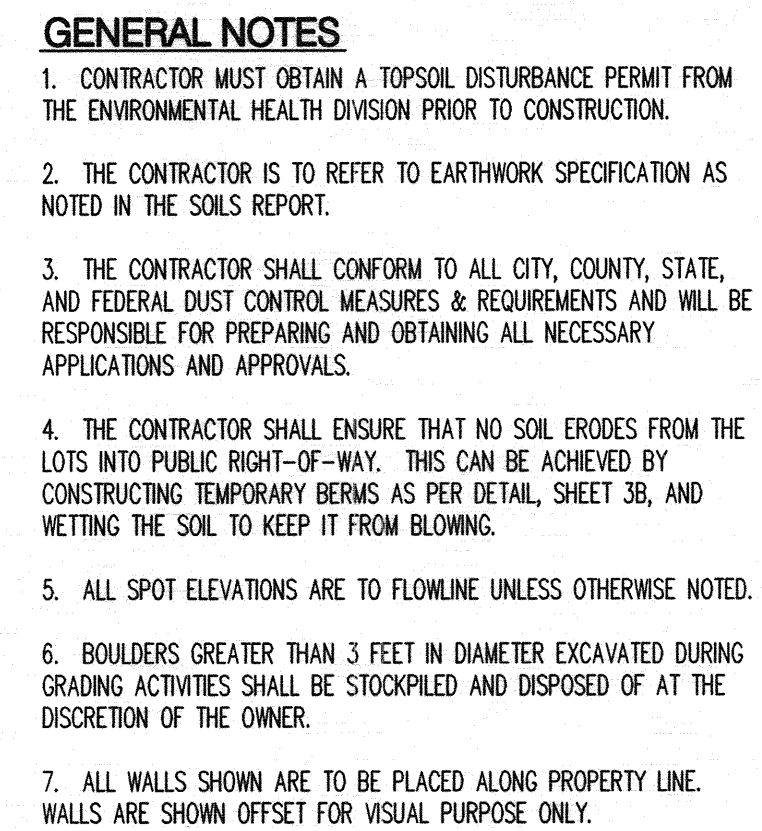 GENERAL NOTES
1. CONTRACTOR MUST OBTAIN A TOPSOIL DISTURBANCE PERMIT FROM
THE ENVIRONMENTAL HEALTH DIVISION PRIOR TO CONSTRUCTION.
2. THE CONTRACTOR IS TO REFER TO EARTHWORK SPECIFICATION AS
NOTED IN THE SOILS REPORT.
3. THE CONTRACTOR SHALL CONFORM TO ALL CITY, COUNTY, STATE,
AND FEDERAL DUST CONTROL MEASURES & REQUIREMENTS AND WILL BE
RESPONSIBLE FOR PREPARING AND OBTAINING ALL NECESSARY
APPLICATIONS AND APPROVALS.
4. THE CONTRACTOR SHALL ENSURE THAT NO SOIL ERODES FROM THE
LOTS INTO PUBLIC RIGHT-OF-WAY. THIS CAN BE ACHIEVED BY
CONSTRUCTING TEMPORARY BERMS AS PER DETAIL, SHEET 3B, AND
WETTING THE SOIL TO KEEP IT FROM BLOWING.
5. ALL SPOT ELEVATIONS ARE TO FLOWLINE UNLESS OTHERWISE NOTED.
6. BOULDERS GREATER THAN 3 FEET IN DIAMETER EXCAVATED DURING
GRADING ACTIVITIES SHALL BE STOCKPILED AND DISPOSED OF AT THE
DISCRETION OF THE OWNER.
7. ALL WALLS SHOWN ARE TO BE PLACED ALONG PROPERTY LINE.
WALLS ARE SHOWN OFFSET FOR VISUAL PURPOSE ONLY.